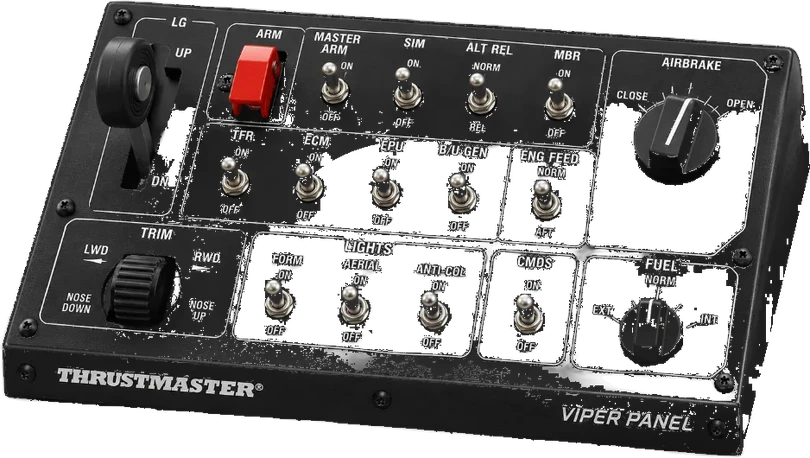 LG
UP
DN
ARM
MASTER
ARM
ON
OFF
SIM
ON
OFF
ALT REL
NORM
REL
MBR
ON
OFF
AIRBRAKE
CLOSE
OPEN
TFR
ON
OFF
ECM
ON
OFF
EPU
ON
OFF
B/U GEN
ON
OFF
ENG FEED
NORM
AFT
TRIM
LWD
RWD
NOSE
DOWN
NOSE
UP
LIGHTS
FORM
ON
OFF
AERIAL
ON
OFF
ANTI-COL
ON
OFF
CMDS
ON
OFF
FUEL
NORM
EXT
INT
THRUSTMASTER®
VIPER PANEL